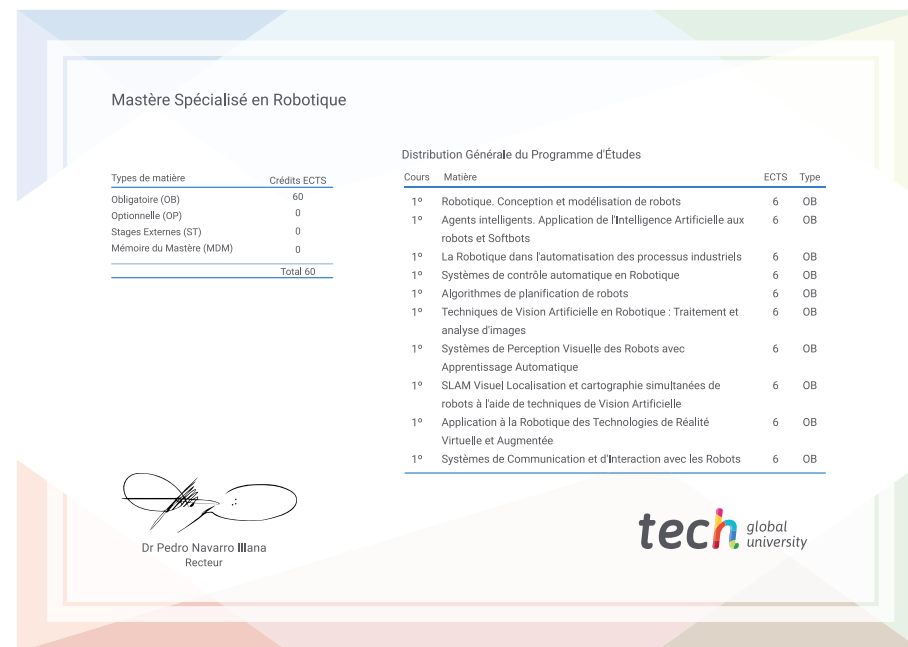 Mastère Spécialisé en Robotique
Types de matière Crédits ECTS
Obligatoire (OB) 60
Optionnelle (OP) 0
Stages Externes (ST) 0
Mémoire du Mastère (MDM) 0
Total 60
Distribution Générale du Programme d'Études
Cours Matière ECTS Type
1º Robotique. Conception et modélisation de robots 6 OB
1º Agents intelligents. Application de l'Intelligence Artificielle aux 6 OB
robots et Softbots
1º La Robotique dans l'automatisation des processus industriels 6 OB
1º Systèmes de contrôle automatique en Robotique 6 OB
1º Algorithmes de planification de robots 6 OB
1º Techniques de Vision Artificielle en Robotique : Traitement et 6 OB
analyse d'images
1º Systèmes de Perception Visuelle des Robots avec 6 OB
Apprentissage Automatique
1º SLAM Visuel Localisation et cartographie simultanées de 6 OB
robots à l'aide de techniques de Vision Artificielle
1º Application à la Robotique des Technologies de Réalité 6 OB
Virtuelle et Augmentée
1º Systèmes de Communication et d'Interaction avec les Robots 6 OB
Dr Pedro Navarro Illana
Recteur
tech global
university